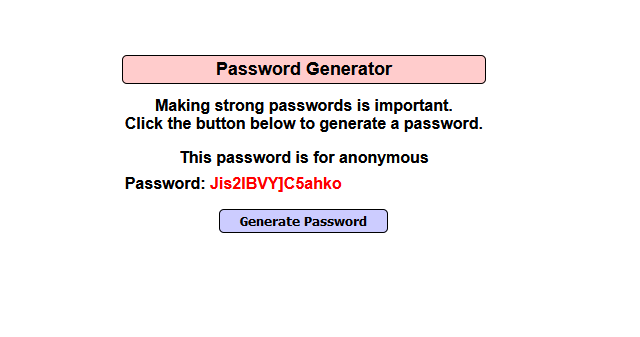 Password Generator
Making strong passwords is important.
Click the button below to generate a password.
This password is for anonymous
Password: Jis2IBVY]C5ahko
Generate Password